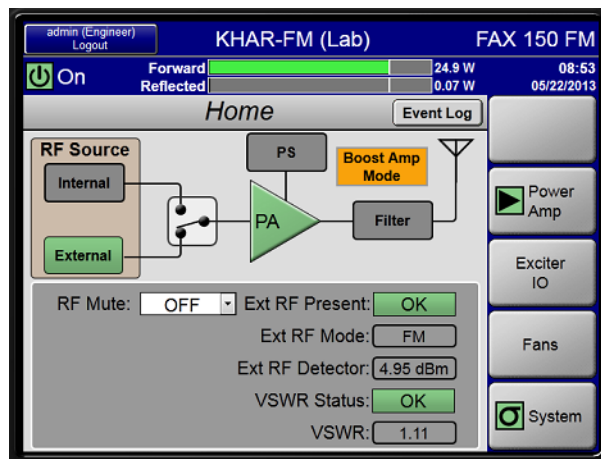 admin (Engineer)
Logout
KHAR-FM (Lab)
FAX 150 FM
On
Forward
24.9 W
Reflected
0.07 W
08:53
05/22/2013
Home
Event Log
RF Source
Internal
External
PS
Boost Amp
Mode
PA
Filter
RF Mute:
OFF
Ext RF Present:
OK
Ext RF Mode:
FM
Ext RF Detector:
4.95 dBm
VSWR Status:
OK
VSWR:
1.11
Power
Amp
Exciter
IO
Fans
System